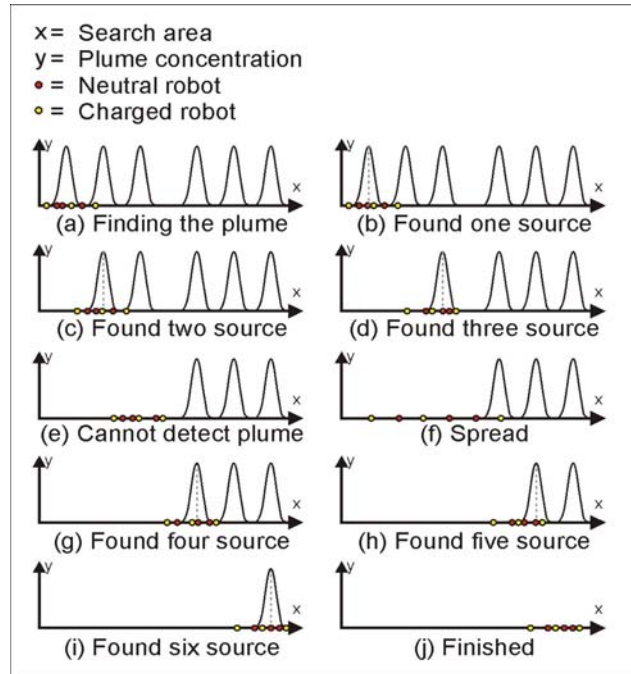 x = Search area
y = Plume concentration
= Neutral robot
= Charged robot
y
x
(a) Finding the plume
y
x
(b) Found one source
y
x
(c) Found two source
y
x
(d) Found three source
y
x
(e) Cannot detect plume
y
x
(f) Spread
y
x
(g) Found four source
y
x
(h) Found five source
y
x
(i) Found six source
y
x
(j) Finished